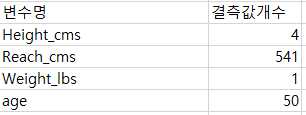 변수명 결측값개수
Height_cms 4
Reach_cms 541
Weight_lbs 1
age 50